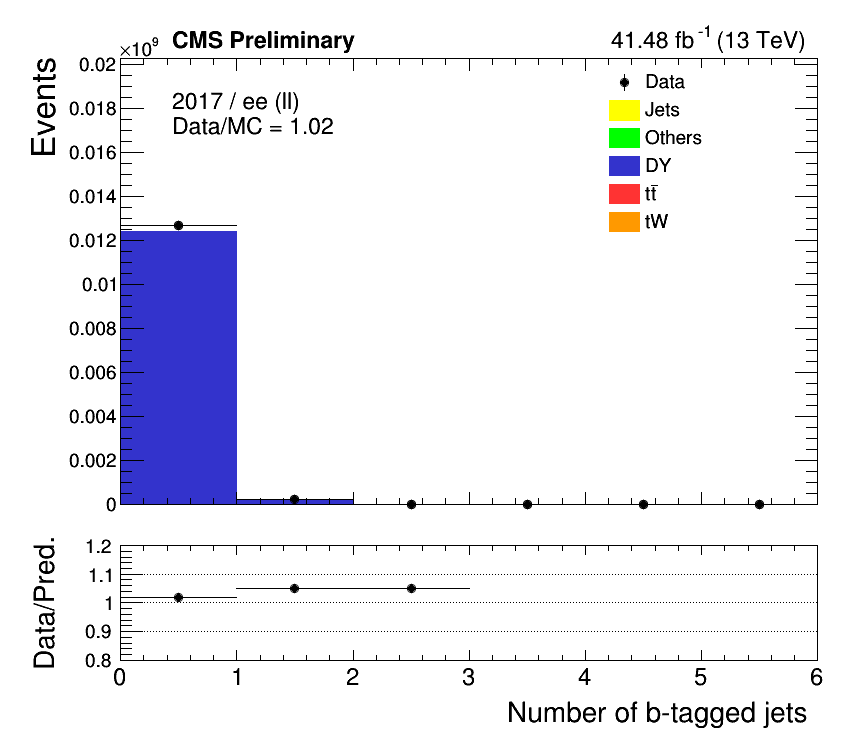 ×10⁹ CMS Preliminary 41.48 fb⁻¹ (13 TeV)
Events
0.02
0.018
0.016
0.014
0.012
0.01
0.008
0.006
0.004
0.002
0
2017 / ee (ll)
Data/MC = 1.02
Data
Jets
Others
DY
tt̄
tW
Data/Pred.
1.2
1.1
1
0.9
0.8
0 1 2 3 4 5 6
Number of b-tagged jets